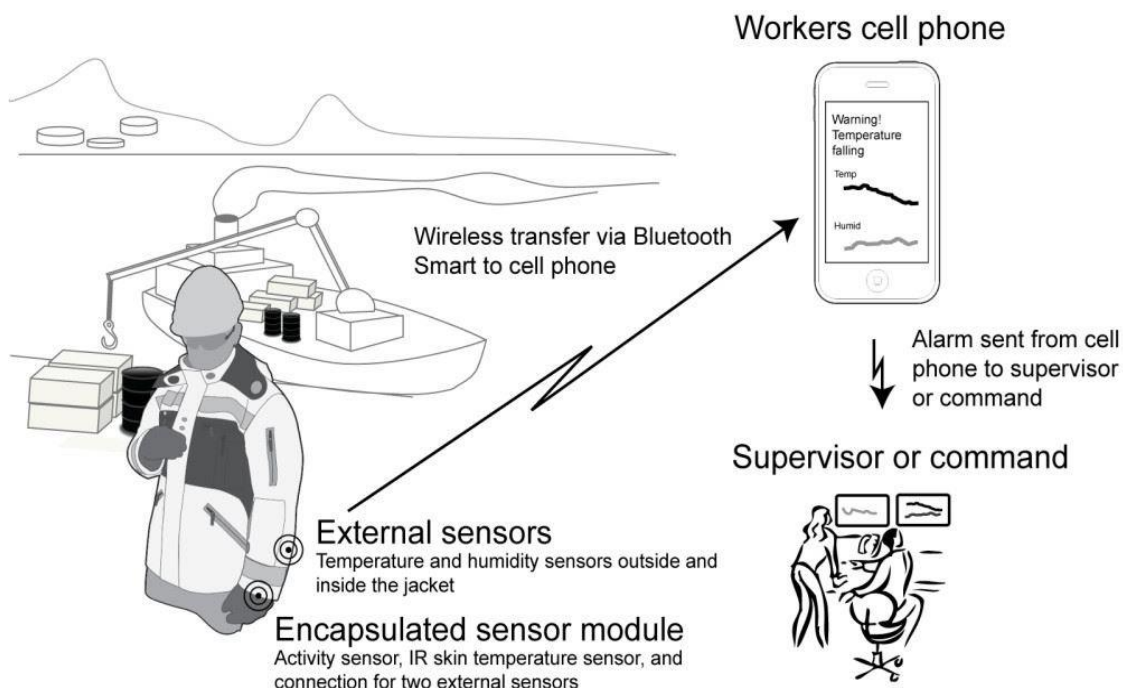 Workers cell phone
Warning!
Temperature
falling
Temp
Humid
Wireless transfer via Bluetooth
Smart to cell phone
Alarm sent from cell
phone to supervisor
or command
Supervisor or command
External sensors
Temperature and humidity sensors outside and
inside the jacket
Encapsulated sensor module
Activity sensor, IR skin temperature sensor, and
connection for two external sensors